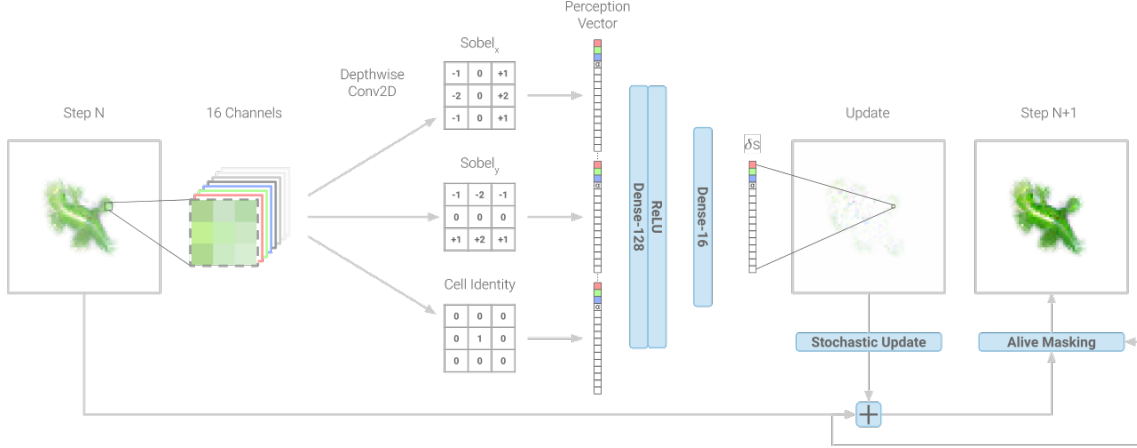 Step N
16 Channels
Depthwise
Conv2D
Sobelx
-1 0 +1
-2 0 +2
-1 0 +1
Sobely
-1 -2 -1
0 0 0
+1 +2 +1
Cell Identity
0 0 0
0 1 0
0 0 0
Perception
Vector
α
α
α
Dense-128
ReLU
Dense-16
δs
α
Update
Stochastic Update
+
Step N+1
Alive Masking